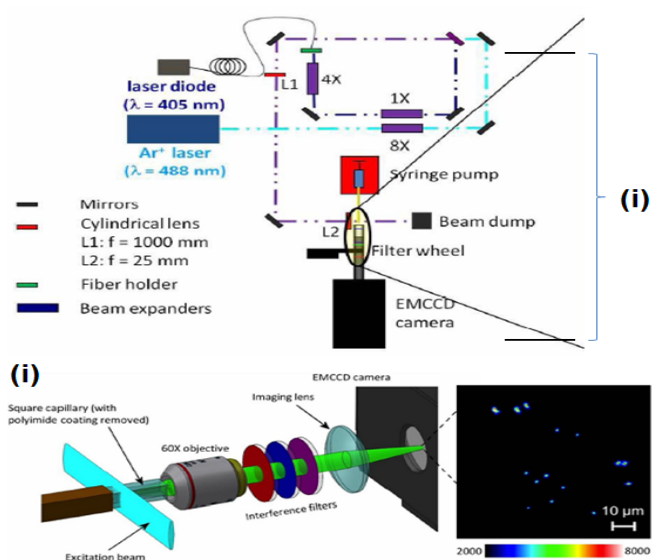 laser diode
(λ = 405 nm)
L1
4X
1X
8X
Ar⁺ laser
(λ = 488 nm)
Syringe pump
(i)
Mirrors
Cylindrical lens
L1: f = 1000 mm
L2: f = 25 mm
Fiber holder
Beam expanders
L2
Beam dump
Filter wheel
EMCCD
camera
(i)
EMCCD camera
Imaging lens
Square capillary (with
polyimide coating removed)
60X objective
Interference filters
Excitation beam
10 µm
2000
8000